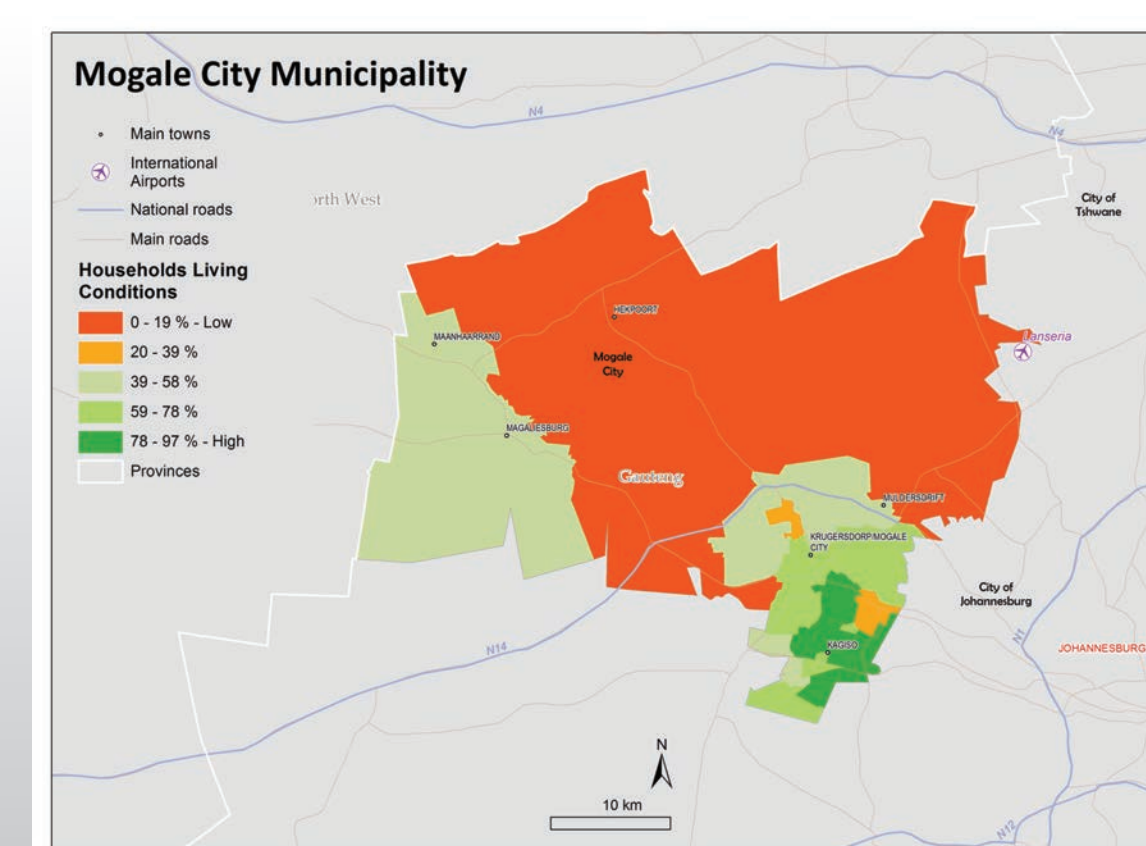 Mogale City Municipality
Main towns
International
Airports
National roads
Main roads
Households Living
Conditions
0 - 19 % - Low
20 - 39 %
39 - 58 %
59 - 78 %
78 - 97 % - High
Provinces
N4
N4
orth West
City of
Tshwane
HEKPOORT
MAANHAARRAND
Lanseria
Mogale
City
MAGALIESBURG
Gauteng
MULDERSDRIFT
KRUGERSDORP/MOGALE
CITY
City of
Johannesburg
N1
N14
KAGISO
JOHANNESBURG
N
10 km
N12